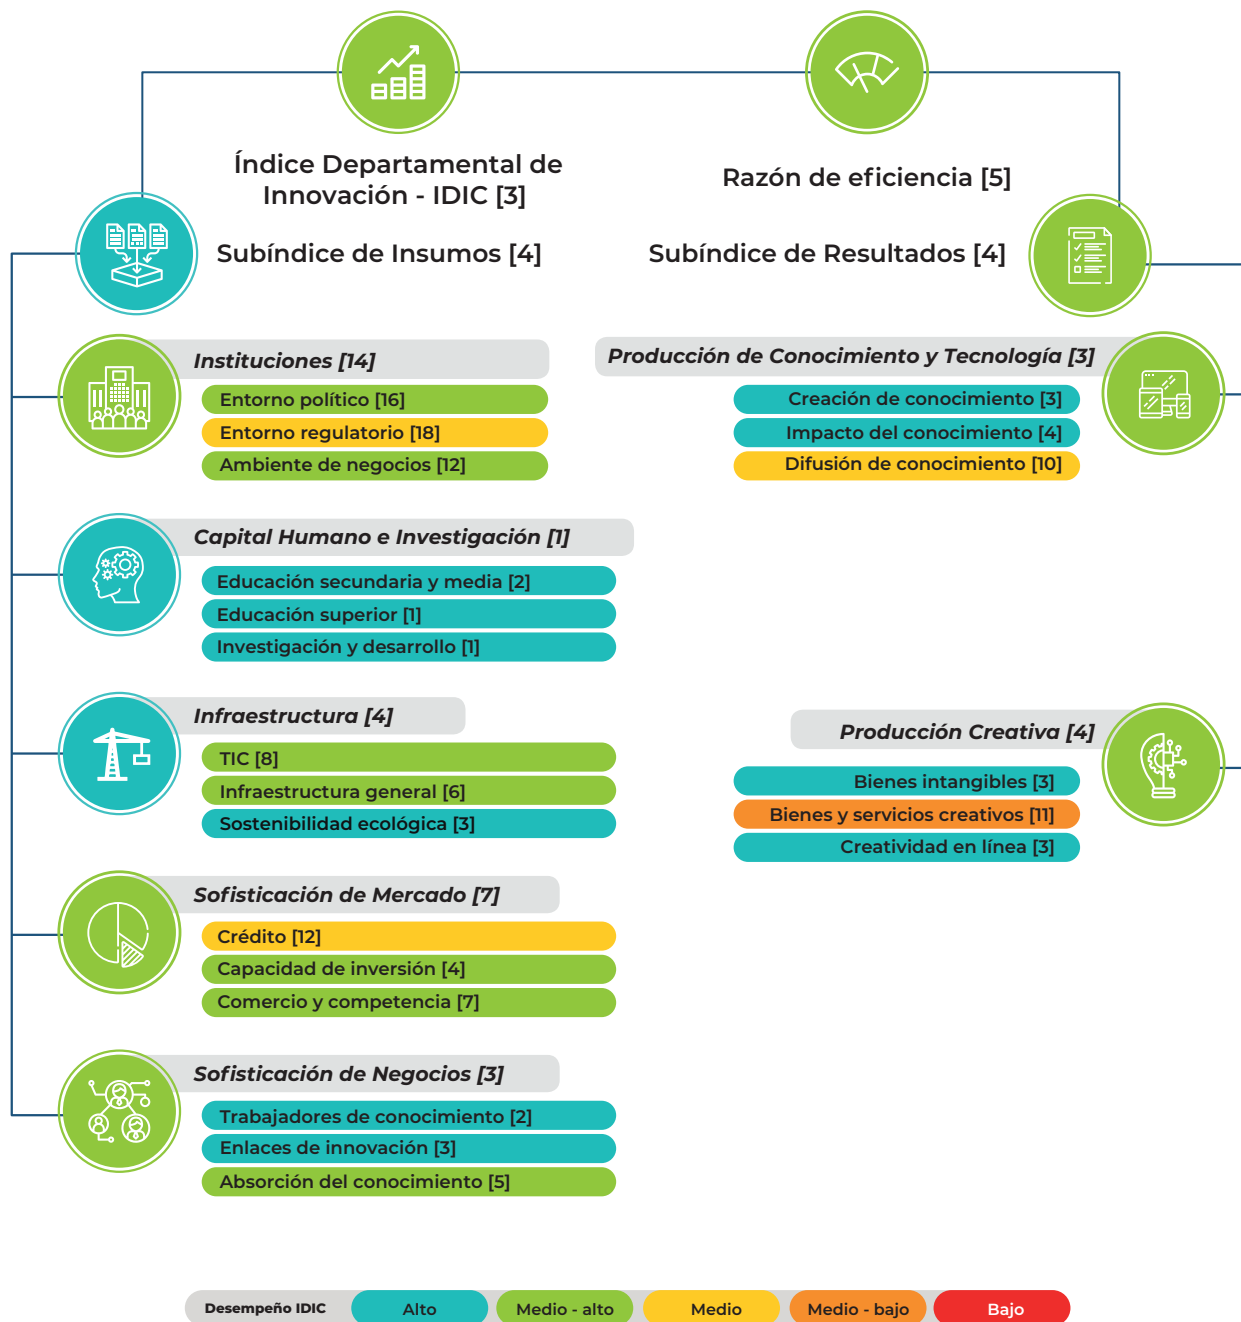 Índice Departamental de
Innovación - IDIC [3]
Razón de eficiencia [5]
Subíndice de Insumos [4]
Subíndice de Resultados [4]
Instituciones [14]
Entorno político [16]
Entorno regulatorio [18]
Ambiente de negocios [12]
Capital Humano e Investigación [1]
Educación secundaria y media [2]
Educación superior [1]
Investigación y desarrollo [1]
Infraestructura [4]
TIC [8]
Infraestructura general [6]
Sostenibilidad ecológica [3]
Sofisticación de Mercado [7]
Crédito [12]
Capacidad de inversión [4]
Comercio y competencia [7]
Sofisticación de Negocios [3]
Trabajadores de conocimiento [2]
Enlaces de innovación [3]
Absorción del conocimiento [5]
Producción de Conocimiento y Tecnología [3]
Creación de conocimiento [3]
Impacto del conocimiento [4]
Difusión de conocimiento [10]
Producción Creativa [4]
Bienes intangibles [3]
Bienes y servicios creativos [11]
Creatividad en línea [3]
Desempeño IDIC Alto Medio - alto Medio Medio - bajo Bajo